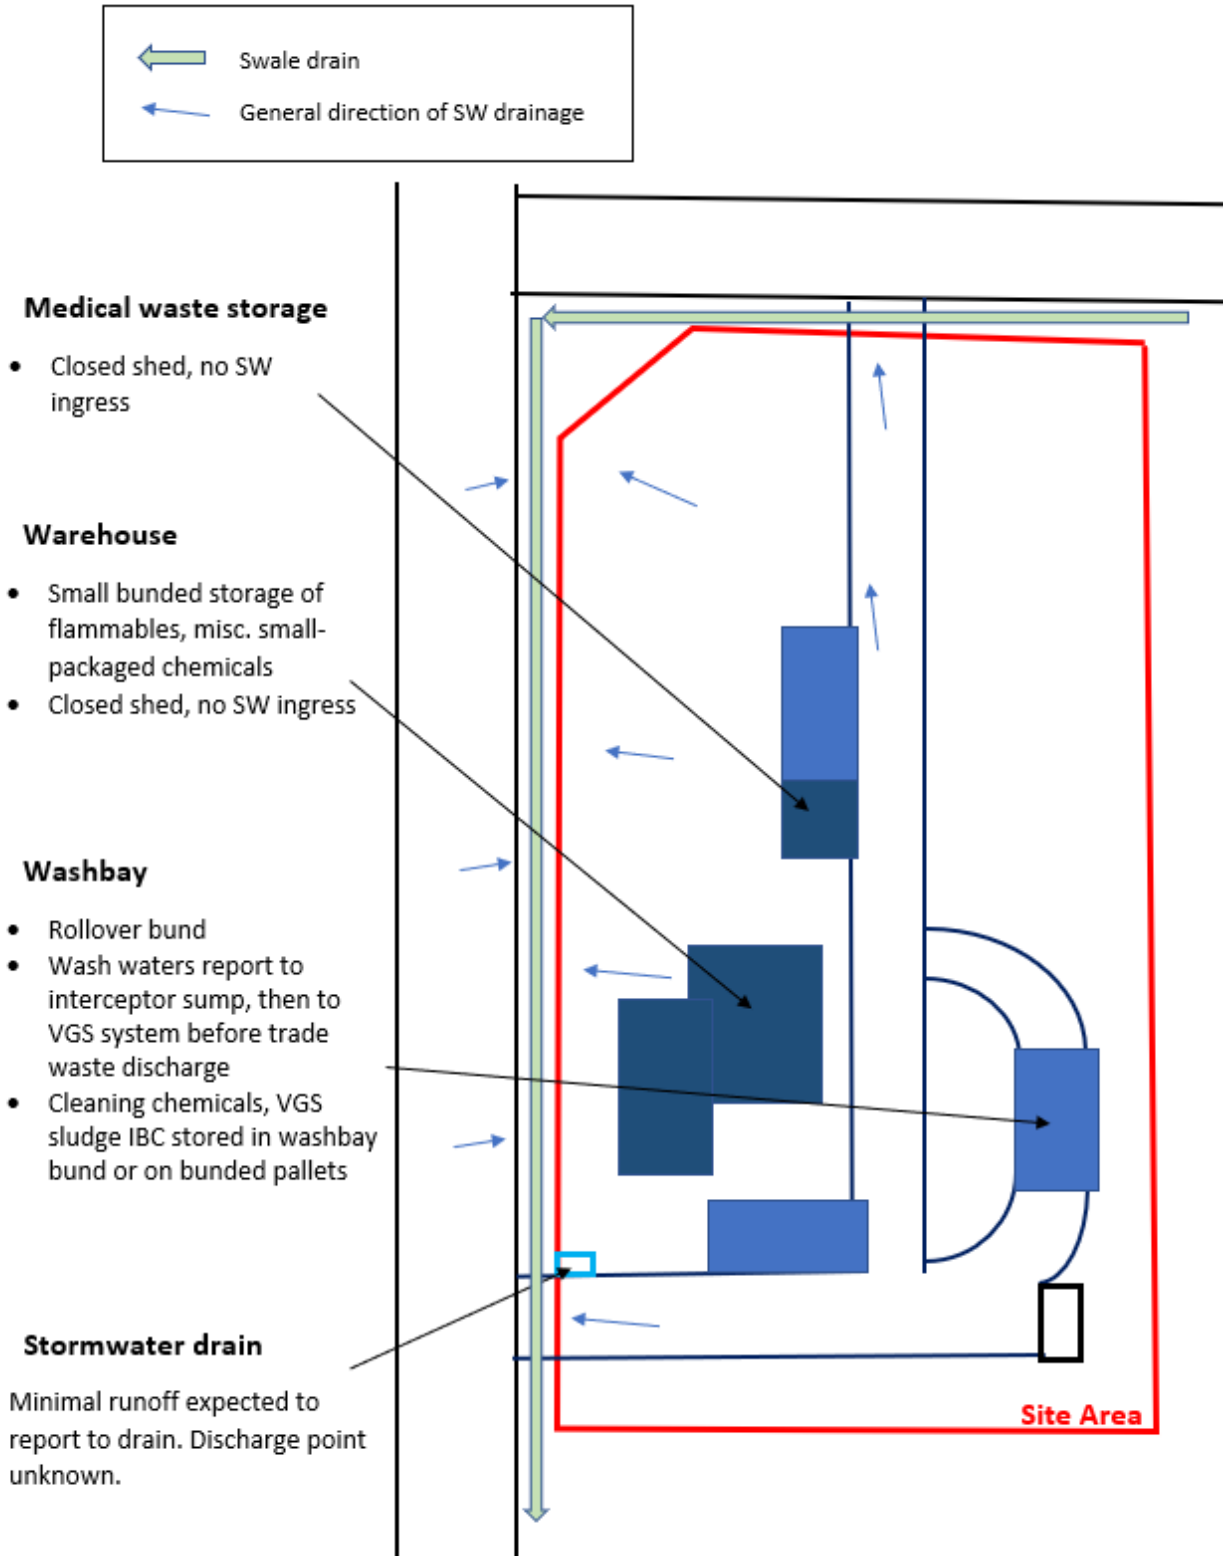 Swale drain
General direction of SW drainage
Medical waste storage
• Closed shed, no SW
ingress
Warehouse
• Small bunded storage of
flammables, misc. small-
packaged chemicals
• Closed shed, no SW ingress
Washbay
• Rollover bund
• Wash waters report to
interceptor sump, then to
VGS system before trade
waste discharge
• Cleaning chemicals, VGS
sludge IBC stored in washbay
bund or on bunded pallets
Stormwater drain
Minimal runoff expected to
report to drain. Discharge point
unknown.
Site Area